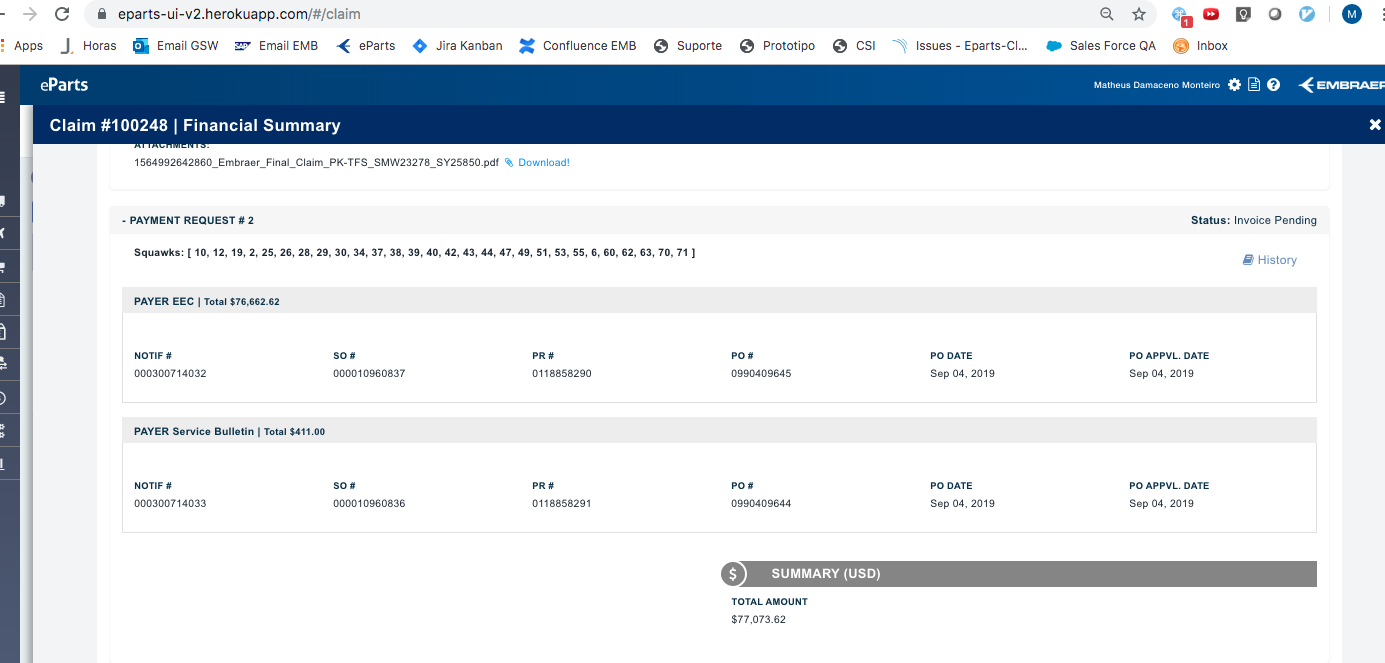 eparts-ui-v2.herokuapp.com/#/claim
1
M
Apps Horas Email GSW Email EMB eParts Jira Kanban Confluence EMB Suporte Prototipo CSI Issues - Eparts-Cl... Sales Force QA Inbox
eParts
Matheus Damaceno Monteiro
EMBRAER
Claim #100248 | Financial Summary
ATTACHMENTS:
1564992642860_Embraer_Final_Claim_PK-TFS_SMW23278_SY25850.pdf Download!
- PAYMENT REQUEST # 2 Status: Invoice Pending
Squawks: [ 10, 12, 19, 2, 25, 26, 28, 29, 30, 34, 37, 38, 39, 40, 42, 43, 44, 47, 49, 51, 53, 55, 6, 60, 62, 63, 70, 71 ]
History
PAYER EEC | Total $76,662.62
NOTIF # SO # PR # PO # PO DATE PO APPVL. DATE
000300714032 000010960837 0118858290 0990409645 Sep 04, 2019 Sep 04, 2019
PAYER Service Bulletin | Total $411.00
NOTIF # SO # PR # PO # PO DATE PO APPVL. DATE
000300714033 000010960836 0118858291 0990409644 Sep 04, 2019 Sep 04, 2019
$ SUMMARY (USD)
TOTAL AMOUNT
$77,073.62